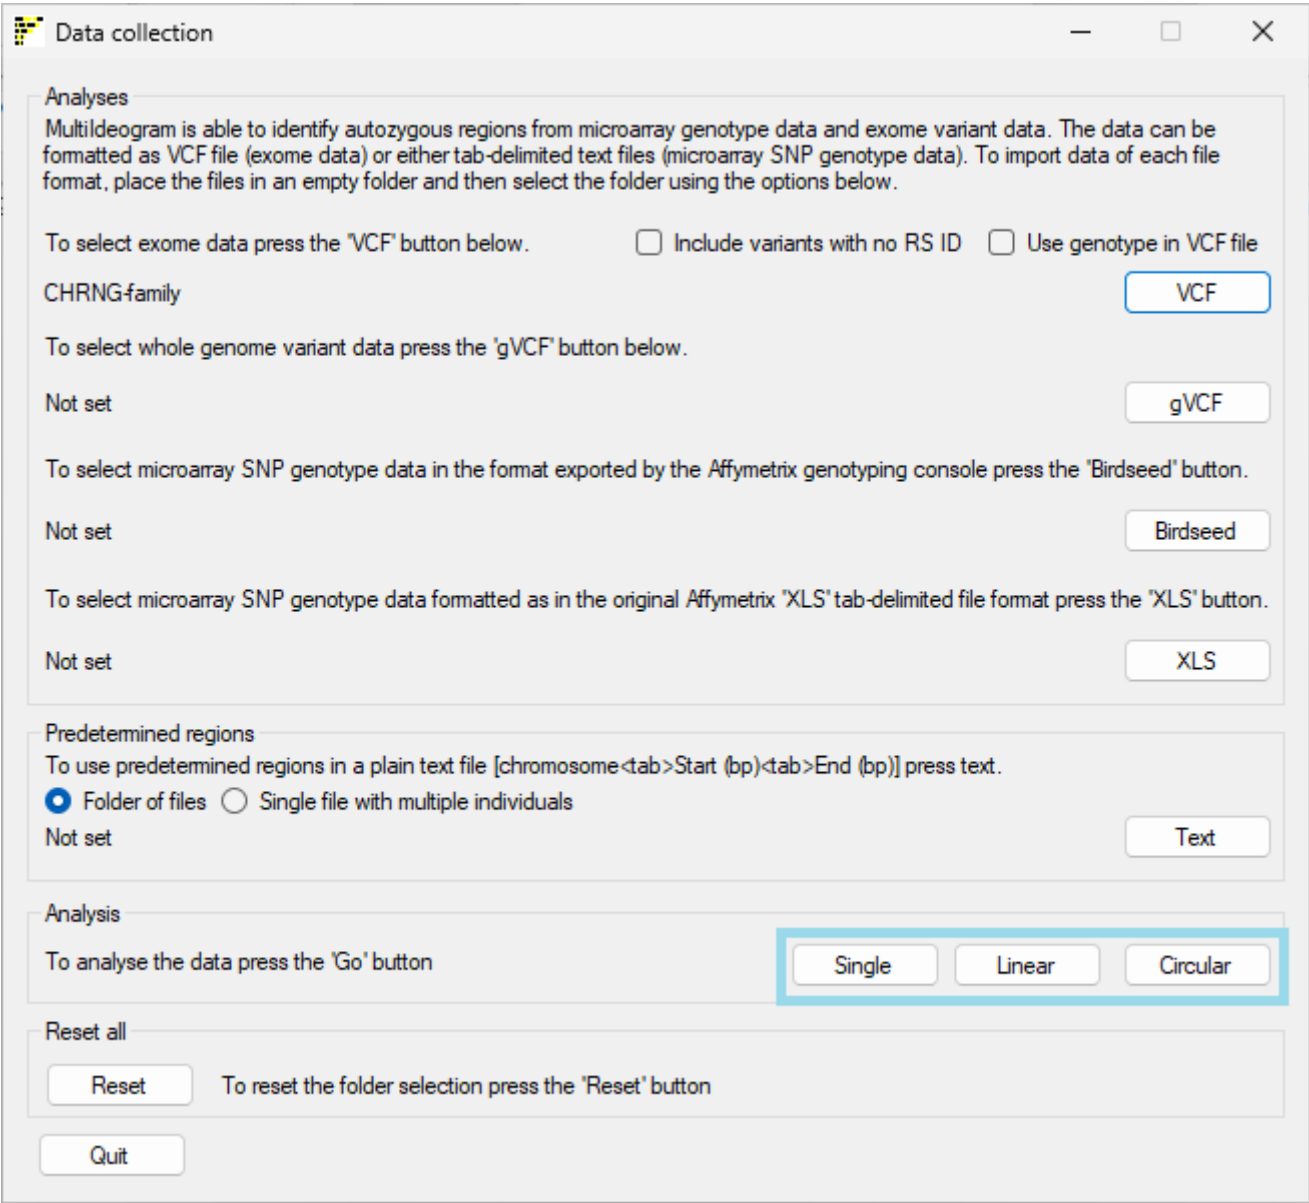 Data collection
Analyses
MultiIdeogram is able to identify autozygous regions from microarray genotype data and exome variant data. The data can be
formatted as VCF file (exome data) or either tab-delimited text files (microarray SNP genotype data). To import data of each file
format, place the files in an empty folder and then select the folder using the options below.
To select exome data press the 'VCF' button below. Include variants with no RS ID Use genotype in VCF file
CHRNG-family VCF
To select whole genome variant data press the 'gVCF' button below.
Not set gVCF
To select microarray SNP genotype data in the format exported by the Affymetrix genotyping console press the 'Birdseed' button.
Not set Birdseed
To select microarray SNP genotype data formatted as in the original Affymetrix 'XLS' tab-delimited file format press the 'XLS' button.
Not set XLS
Predetermined regions
To use predetermined regions in a plain text file [chromosome<tab>Start (bp)<tab>End (bp)] press text.
Folder of files Single file with multiple individuals
Not set Text
Analysis
To analyse the data press the 'Go' button Single Linear Circular
Reset all
Reset To reset the folder selection press the 'Reset' button
Quit